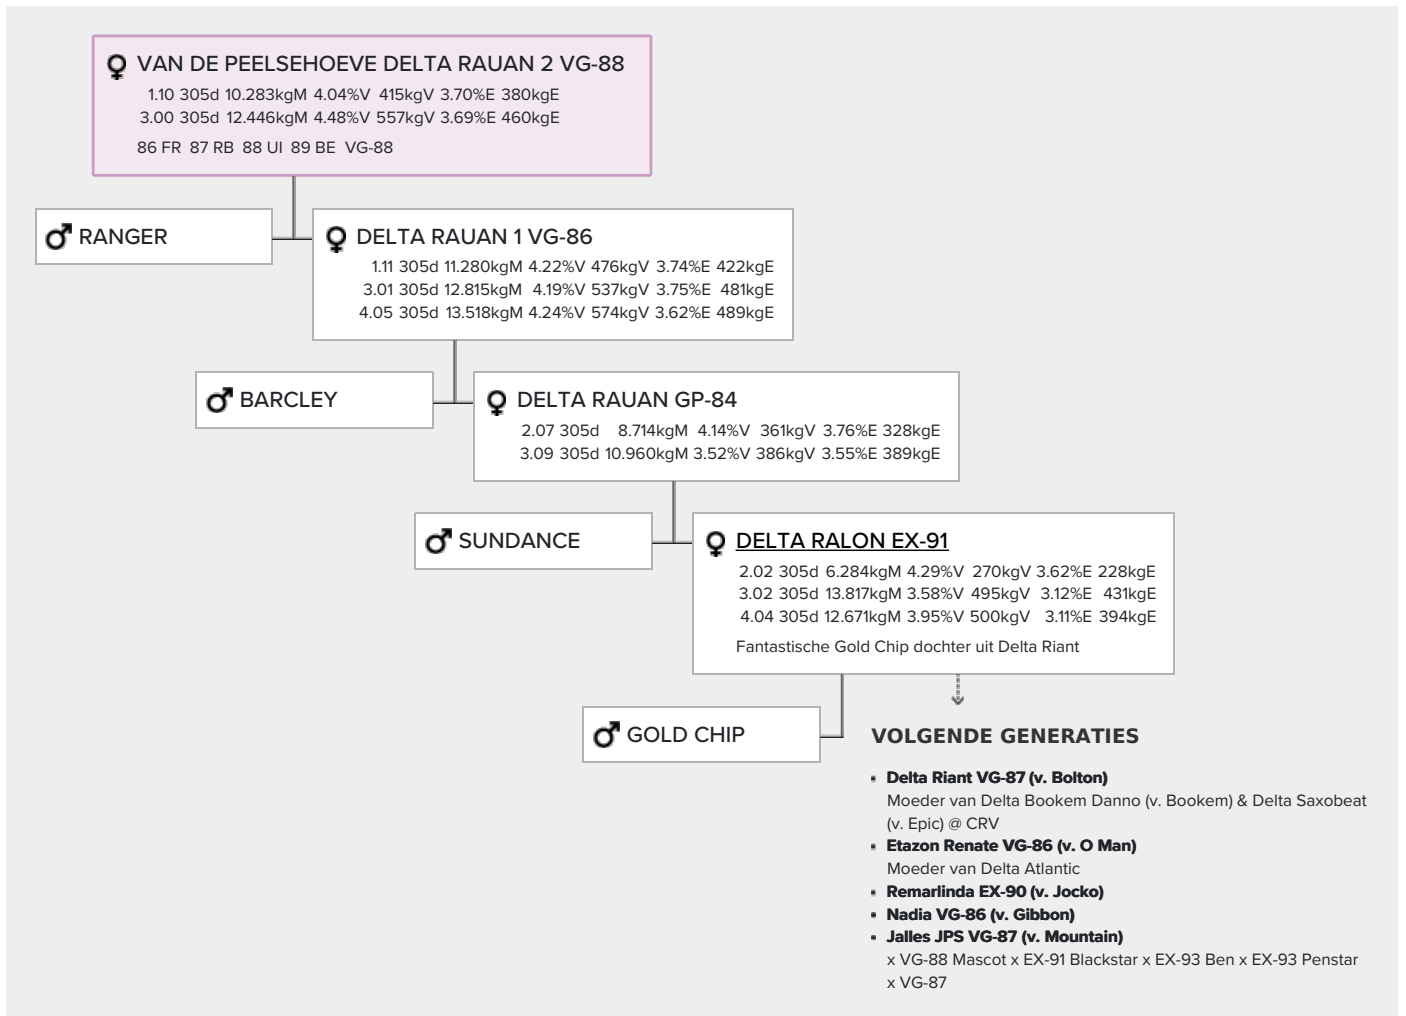 VAN DE PEELSEHOEVE DELTA RAUAN 2 VG-88
1.10 305d 10.283kgM 4.04%V 415kgV 3.70%E 380kgE
3.00 305d 12.446kgM 4.48%V 557kgV 3.69%E 460kgE
86 FR 87 RB 88 UI 89 BE VG-88
RANGER
DELTA RAUAN 1 VG-86
1.11 305d 11.280kgM 4.22%V 476kgV 3.74%E 422kgE
3.01 305d 12.815kgM 4.19%V 537kgV 3.75%E 481kgE
4.05 305d 13.518kgM 4.24%V 574kgV 3.62%E 489kgE
BARCLEY
DELTA RAUAN GP-84
2.07 305d 8.714kgM 4.14%V 361kgV 3.76%E 328kgE
3.09 305d 10.960kgM 3.52%V 386kgV 3.55%E 389kgE
SUNDANCE
DELTA RALON EX-91
2.02 305d 6.284kgM 4.29%V 270kgV 3.62%E 228kgE
3.02 305d 13.817kgM 3.58%V 495kgV 3.12%E 431kgE
4.04 305d 12.671kgM 3.95%V 500kgV 3.11%E 394kgE
Fantastische Gold Chip dochter uit Delta Riant
GOLD CHIP
VOLGENDE GENERATIES
▪ Delta Riant VG-87 (v. Bolton)
Moeder van Delta Bookem Danno (v. Bookem) & Delta Saxobeat
(v. Epic) @ CRV
▪ Etazon Renate VG-86 (v. O Man)
Moeder van Delta Atlantic
▪ Remarlinda EX-90 (v. Jocko)
▪ Nadia VG-86 (v. Gibbon)
▪ Jalles JPS VG-87 (v. Mountain)
x VG-88 Mascot x EX-91 Blackstar x EX-93 Ben x EX-93 Penstar
x VG-87